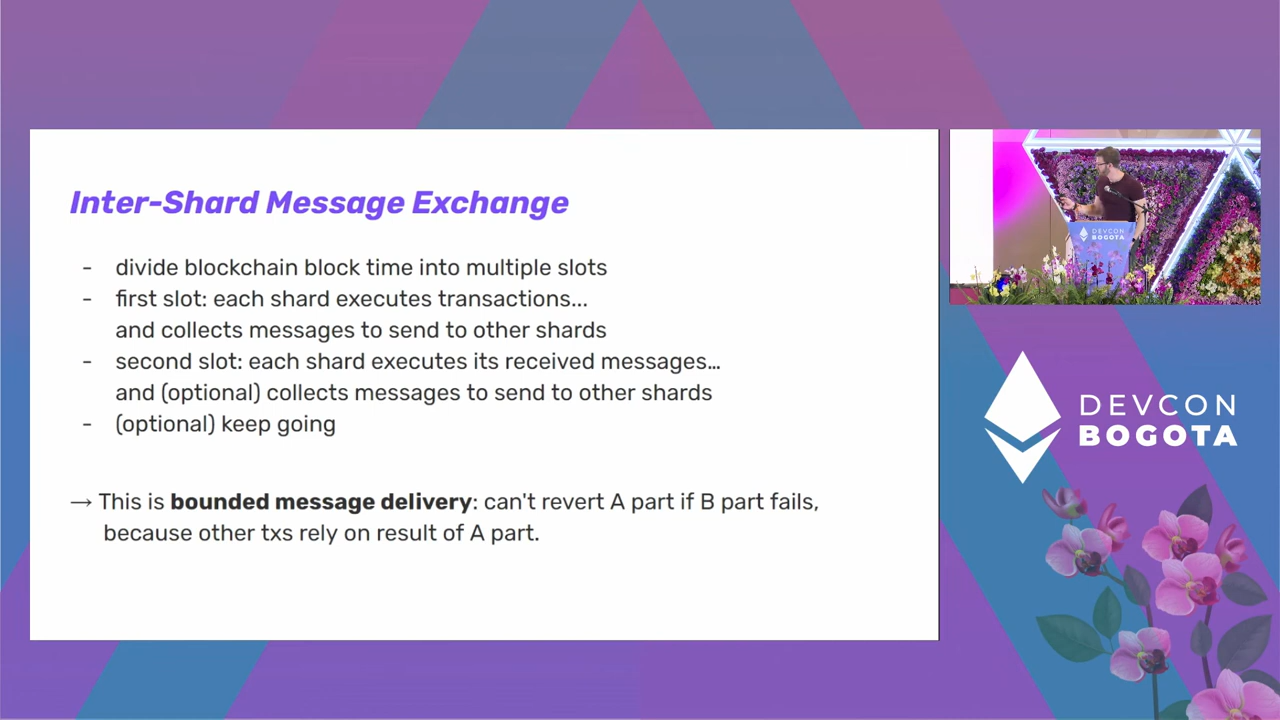 Inter-Shard Message Exchange
- divide blockchain block time into multiple slots
- first slot: each shard executes transactions...
and collects messages to send to other shards
- second slot: each shard executes its received messages…
and (optional) collects messages to send to other shards
- (optional) keep going
→ This is bounded message delivery: can't revert A part if B part fails,
because other txs rely on result of A part.
DEVCON
BOGOTA
DEVCON
BOGOTA